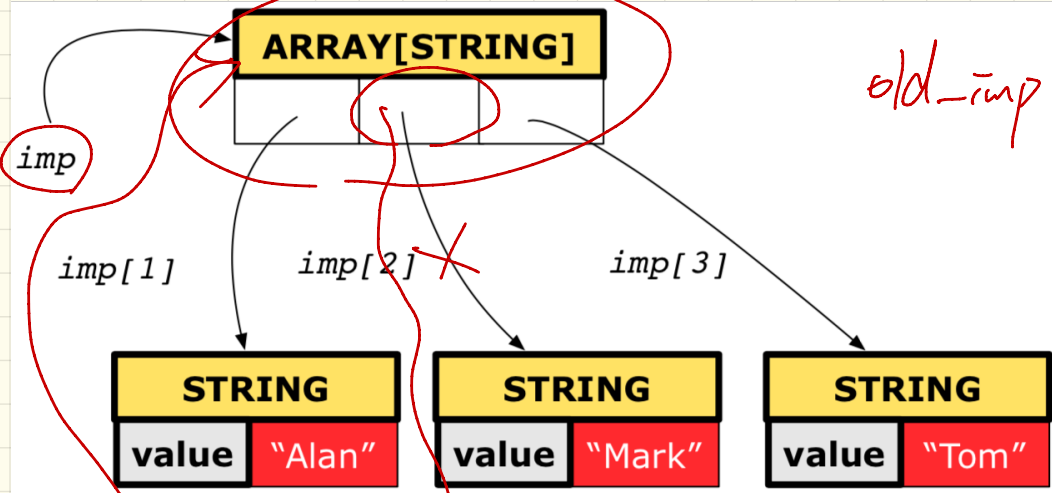 ARRAY[STRING]
old_imp
imp
imp[1] imp[2] imp[3]
STRING STRING STRING
value "Alan" value "Mark" value "Tom"